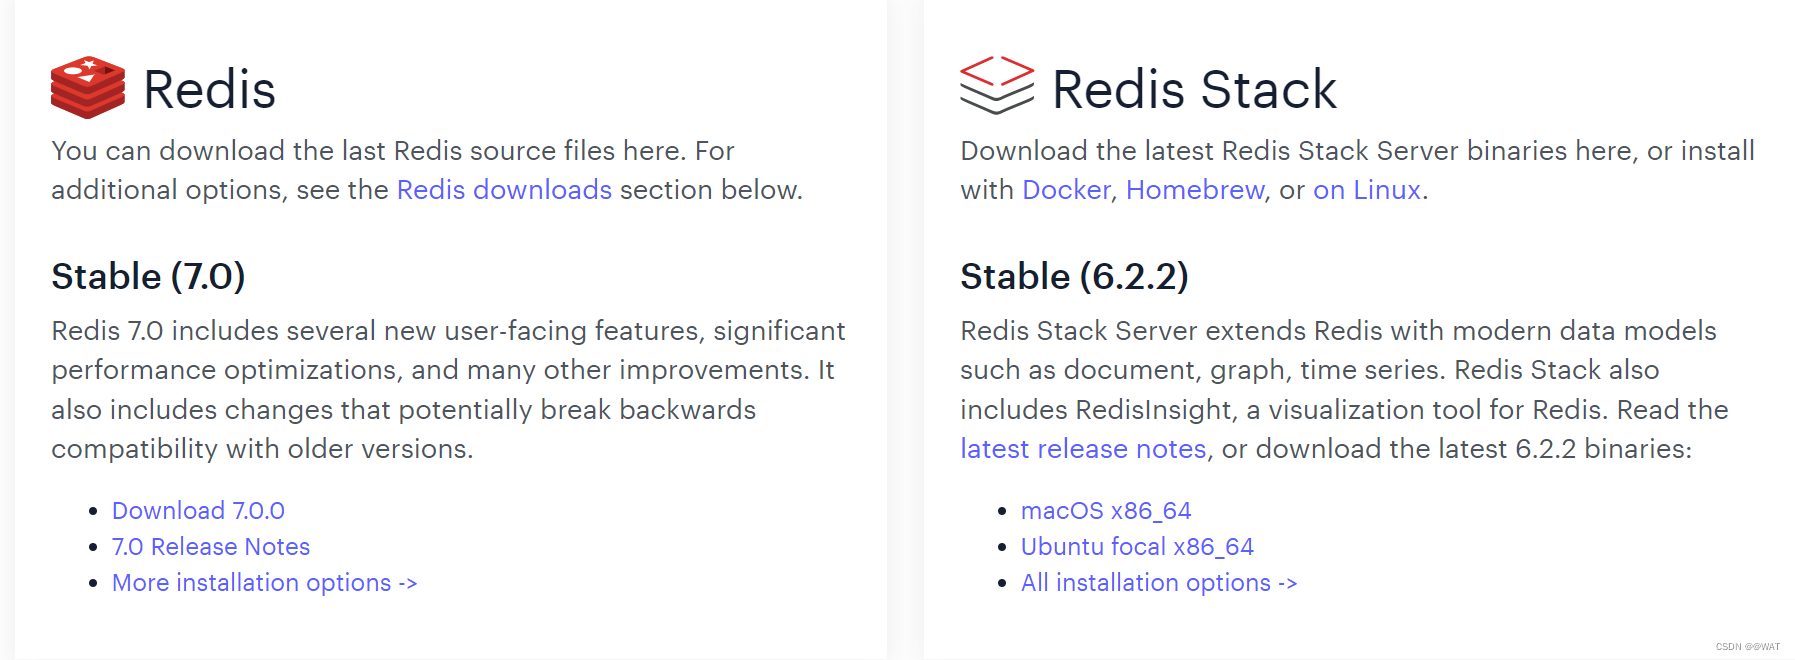 Redis
You can download the last Redis source files here. For
additional options, see the Redis downloads section below.
Stable (7.0)
Redis 7.0 includes several new user-facing features, significant
performance optimizations, and many other improvements. It
also includes changes that potentially break backwards
compatibility with older versions.
Download 7.0.0
7.0 Release Notes
More installation options ->
Redis Stack
Download the latest Redis Stack Server binaries here, or install
with Docker, Homebrew, or on Linux.
Stable (6.2.2)
Redis Stack Server extends Redis with modern data models
such as document, graph, time series. Redis Stack also
includes RedisInsight, a visualization tool for Redis. Read the
latest release notes, or download the latest 6.2.2 binaries:
macOS x86_64
Ubuntu focal x86_64
All installation options ->
CSDN @@WAT